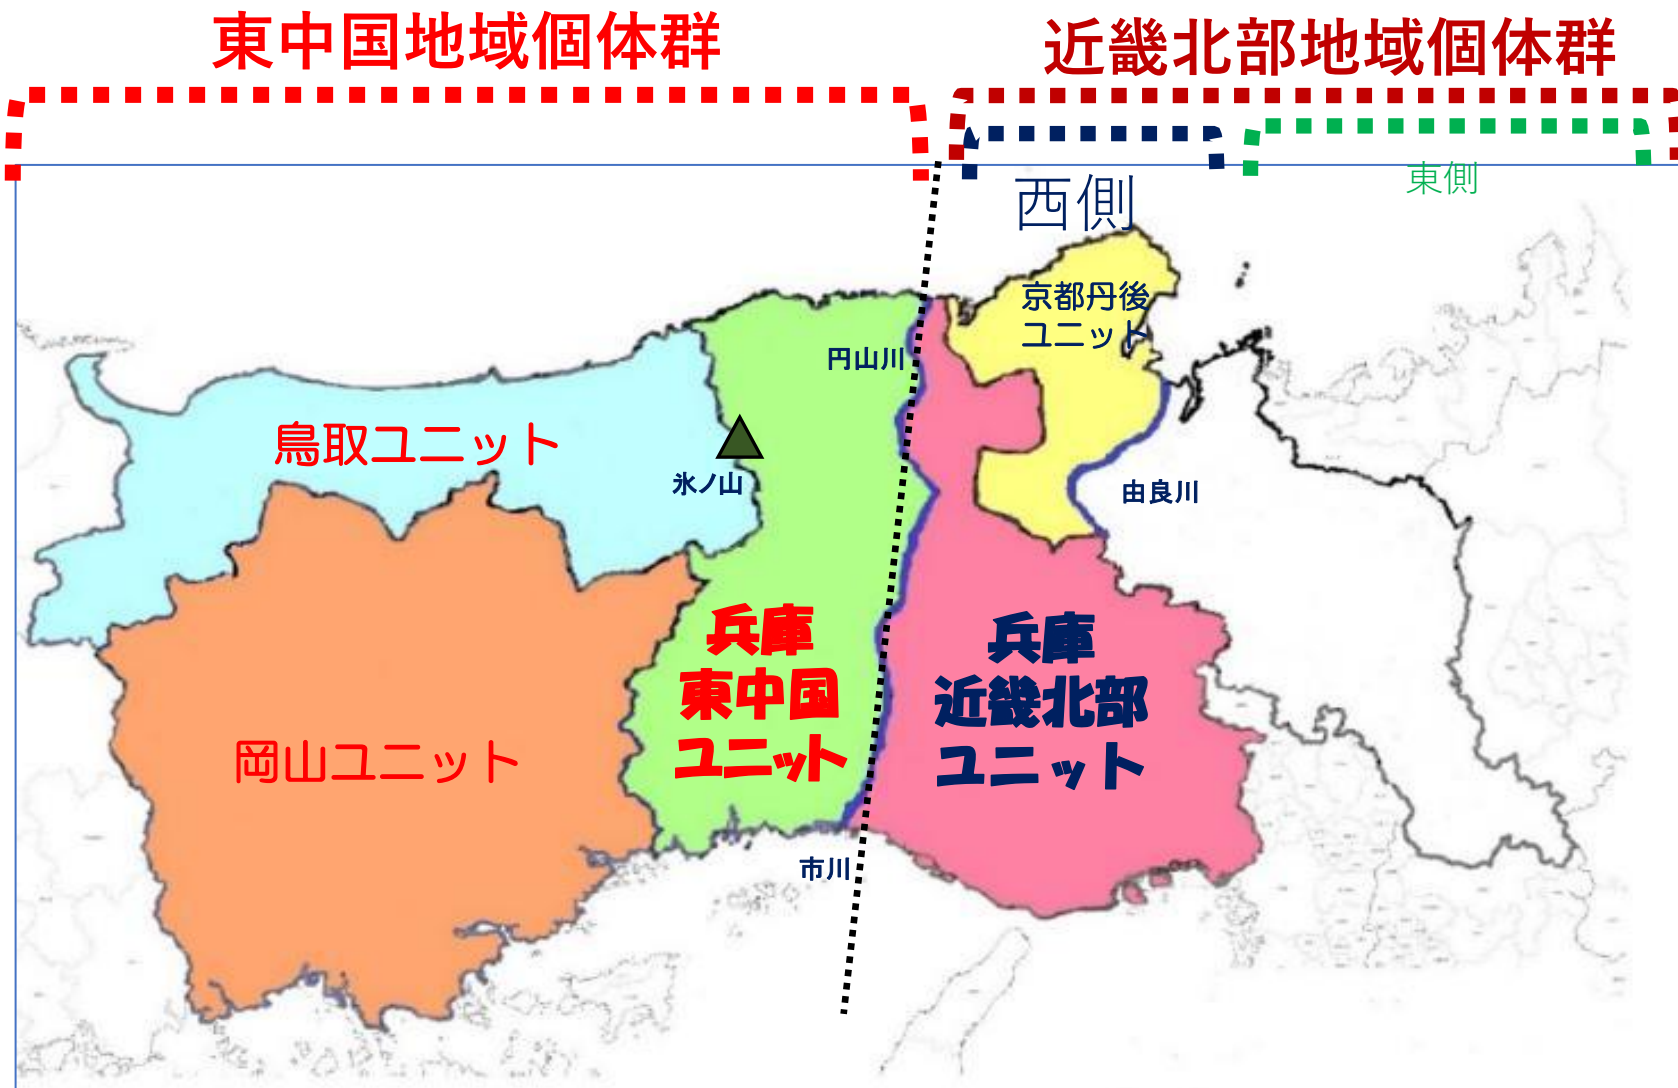 東中国地域個体群
近畿北部地域個体群
西側
東側
京都丹後
ユニット
円山川
鳥取ユニット
氷ノ山
由良川
兵庫
東中国
ユニット
兵庫
近畿北部
ユニット
岡山ユニット
市川